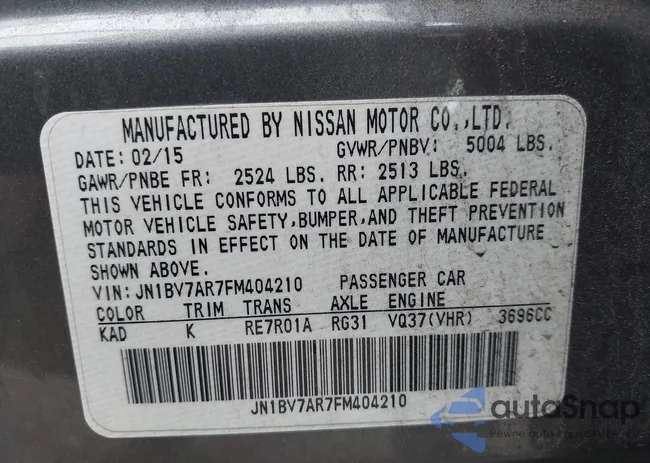 MANUFACTURED BY NISSAN MOTOR CO.,LTD.
DATE: 02/15 GVWR/PNBV: 5004 LBS.
GAWR/PNBE FR: 2524 LBS. RR: 2513 LBS.
THIS VEHICLE CONFORMS TO ALL APPLICABLE FEDERAL
MOTOR VEHICLE SAFETY,BUMPER,AND THEFT PREVENTION
STANDARDS IN EFFECT ON THE DATE OF MANUFACTURE
SHOWN ABOVE.
VIN:JN1BV7AR7FM404210 PASSENGER CAR
COLOR TRIM TRANS AXLE ENGINE
KAD K RE7R01A RG31 VQ37(VHR) 3696CC
JN1BV7AR7FM404210
autoSnap
Pewne auto